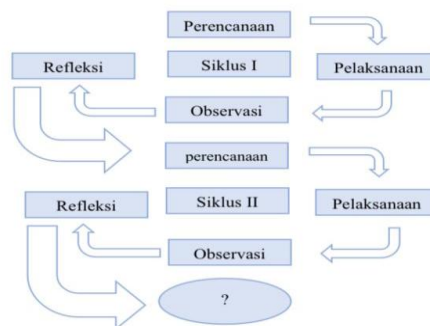 Perencanaan
Refleksi
Siklus I
Pelaksanaan
Observasi
perencanaan
Refleksi
Siklus II
Pelaksanaan
Observasi
?